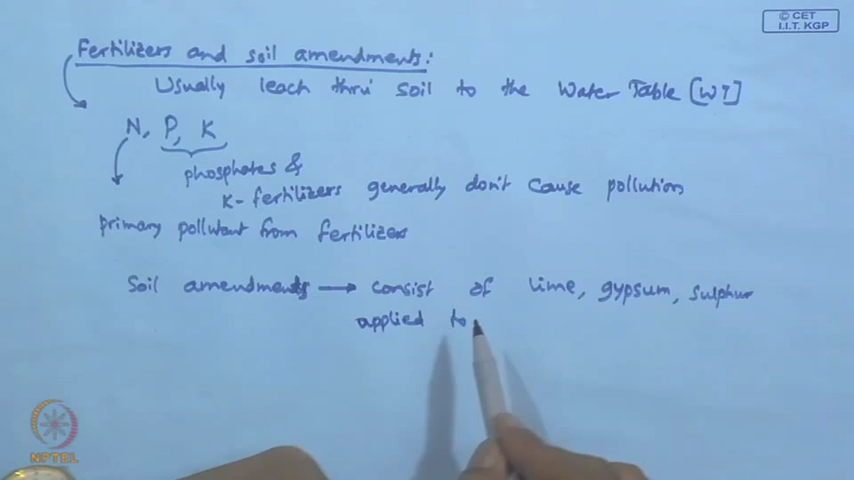 © CET
I.I.T. KGP
Fertilizers and soil amendments:
Usually leach thru' soil to the Water Table [WT]
N, P, K
phosphates &
K- fertilizers generally don't cause pollution
primary pollutant from fertilizers
Soil amendments → consist of lime, gypsum, sulphur
applied to
NPTEL